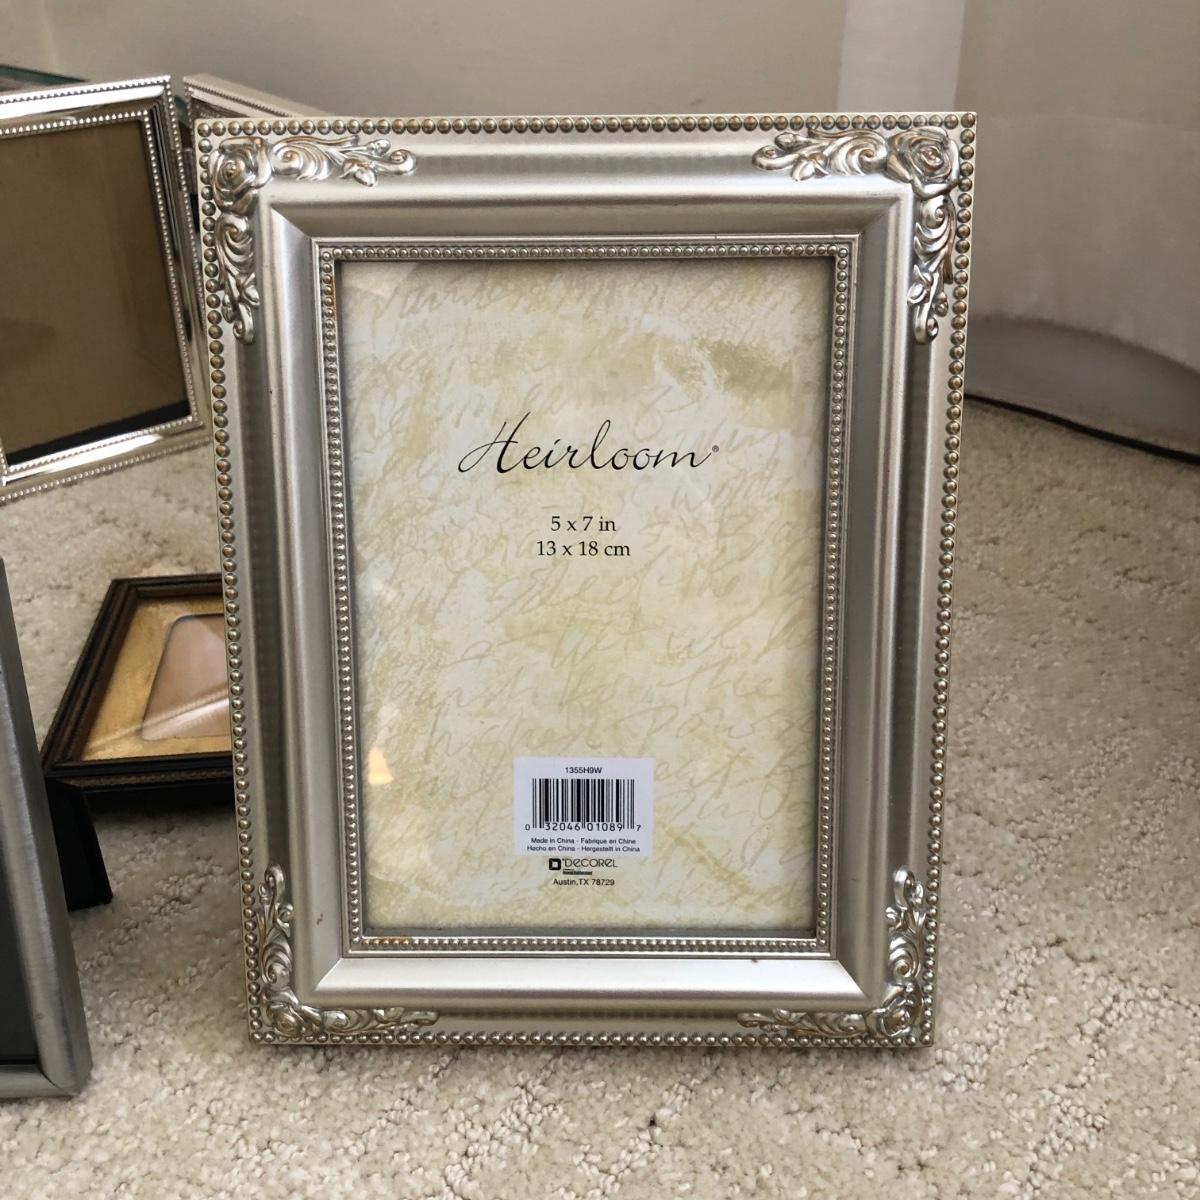 Heirloom®
5 x 7 in
13 x 18 cm
1355H9W
0 32046 01089 7
Made in China - Fabrique en Chine
Hecho en China - Hergestellt in China
DECOREL
Austin, TX 78729